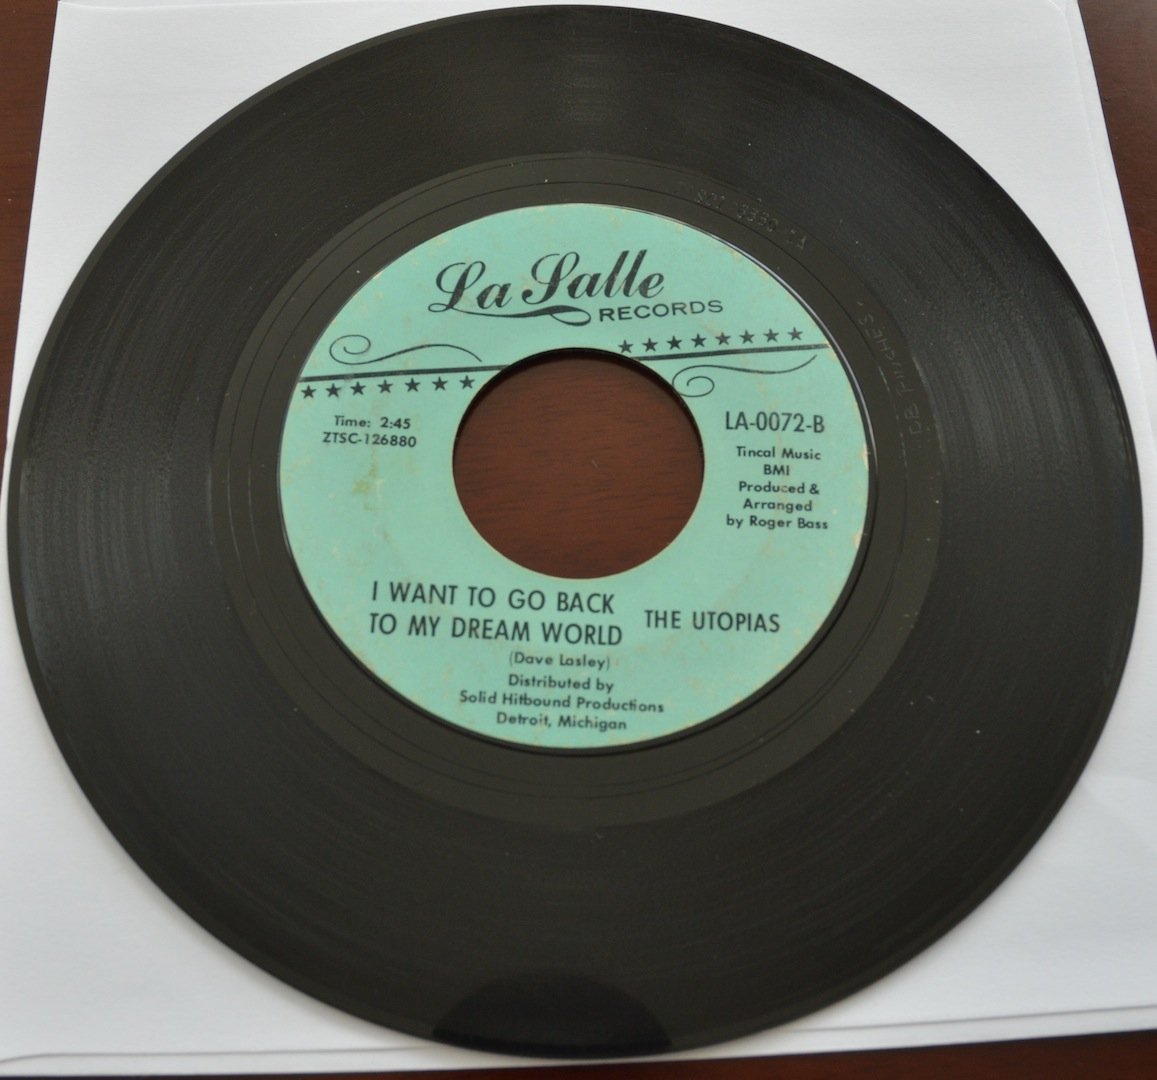 La Salle
RECORDS
Time: 2:45
ZTSC-126880
LA-0072-B
Tincal Music
BMI
Produced &
Arranged
by Roger Bass
I WANT TO GO BACK
TO MY DREAM WORLD
THE UTOPIAS
(Dave Lasley)
Distributed by
Solid Hitbound Productions
Detroit, Michigan